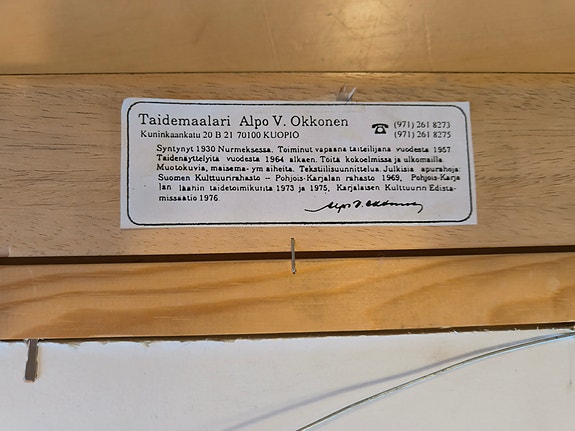 Taidemaalari Alpo V. Okkonen
Kuninkaankatu 20 B 21 70100 KUOPIO
☎ (971) 261 8273
(971) 261 8275
Syntynyt 1930 Nurmeksessa. Toiminut vapaana taiteilijana vuodesta 1957
Taidenäyttelyitä vuodesta 1964 alkaen. Töitä kokoelmissa ja ulkomailla.
Muotokuvia, maisema- ym aiheita. Tekstiilisuunnittelua. Julkisia apurahoja:
Suomen Kulttuurirahasto -- Pohjois-Karjalan rahasto 1969, Pohjois-Karja
lan läänin taidetoimikunta 1973 ja 1975, Karjalaisen Kulttuurin Edistä-
missäätiö 1976.
Alpo V. Okkonen